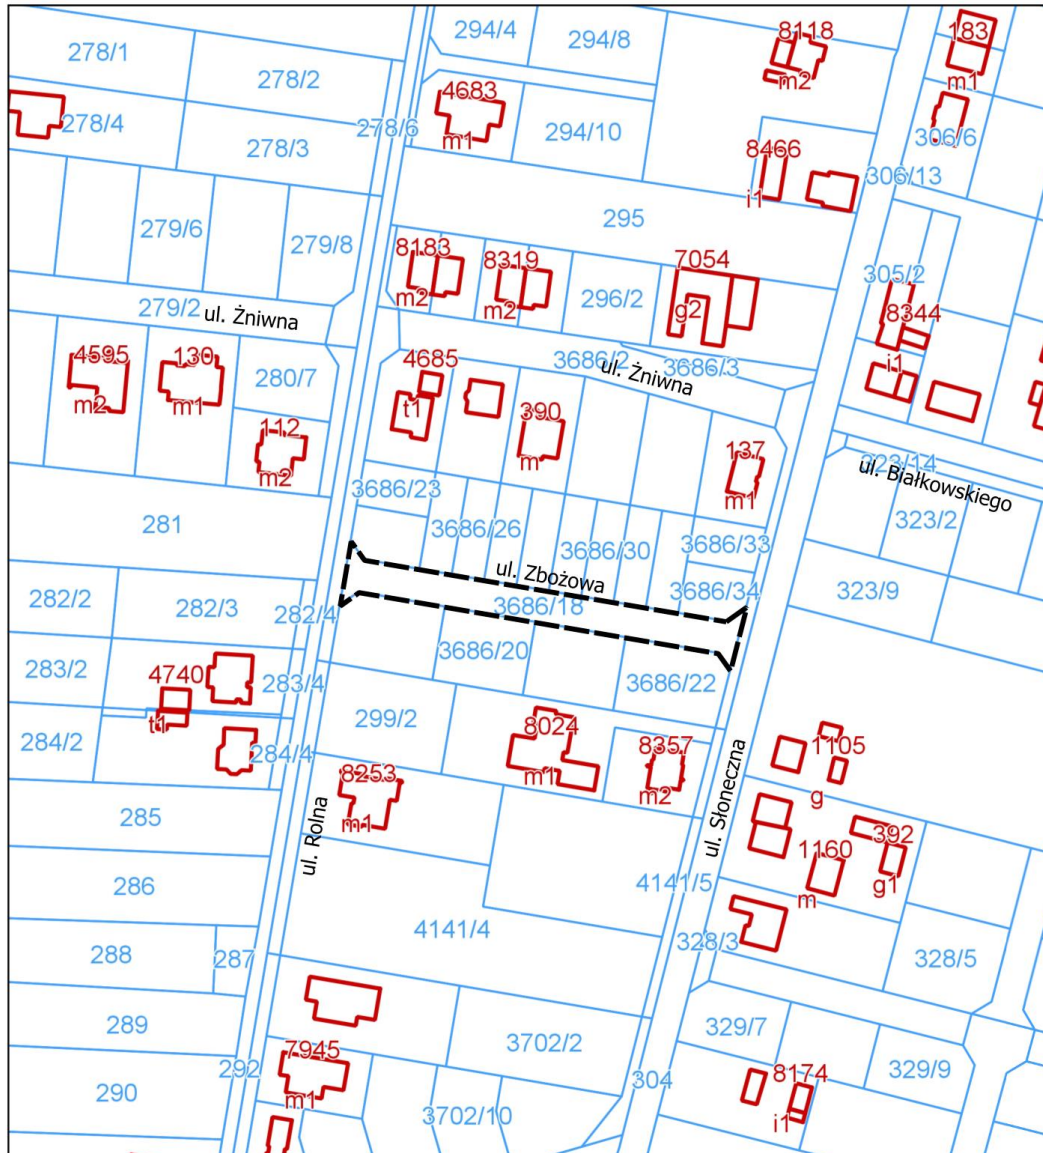 294/4
8118
183
278/1
294/8
278/2
m2
m1
4683
278/4
278/6
294/10
306/6
m1
278/3
8466
306/13
i1
295
279/6
279/8
8183
8319
7054
305/2
m2
m2
296/2
g2
8344
279/2
ul. Żniwna
4595
130
4685
3686/2
3686/3
ul. Żniwna
i1
280/7
m2
m1
t1
390
112
137
m
m2
323/14
ul. Białkowskiego
3686/23
m1
281
3686/26
3686/30
3686/33
323/2
ul. Zbożowa
282/2
282/3
282/4
3686/18
3686/34
323/9
283/2
4740
283/4
3686/20
3686/22
t1
299/2
284/2
284/4
8024
8357
1105
8253
m1
m2
g
285
m1
ul. Rolna
ul. Słoneczna
392
1160
286
4141/5
g1
m
4141/4
328/3
288
287
328/5
289
329/7
7945
3702/2
292
304
8174
329/9
290
m1
3702/10
i1